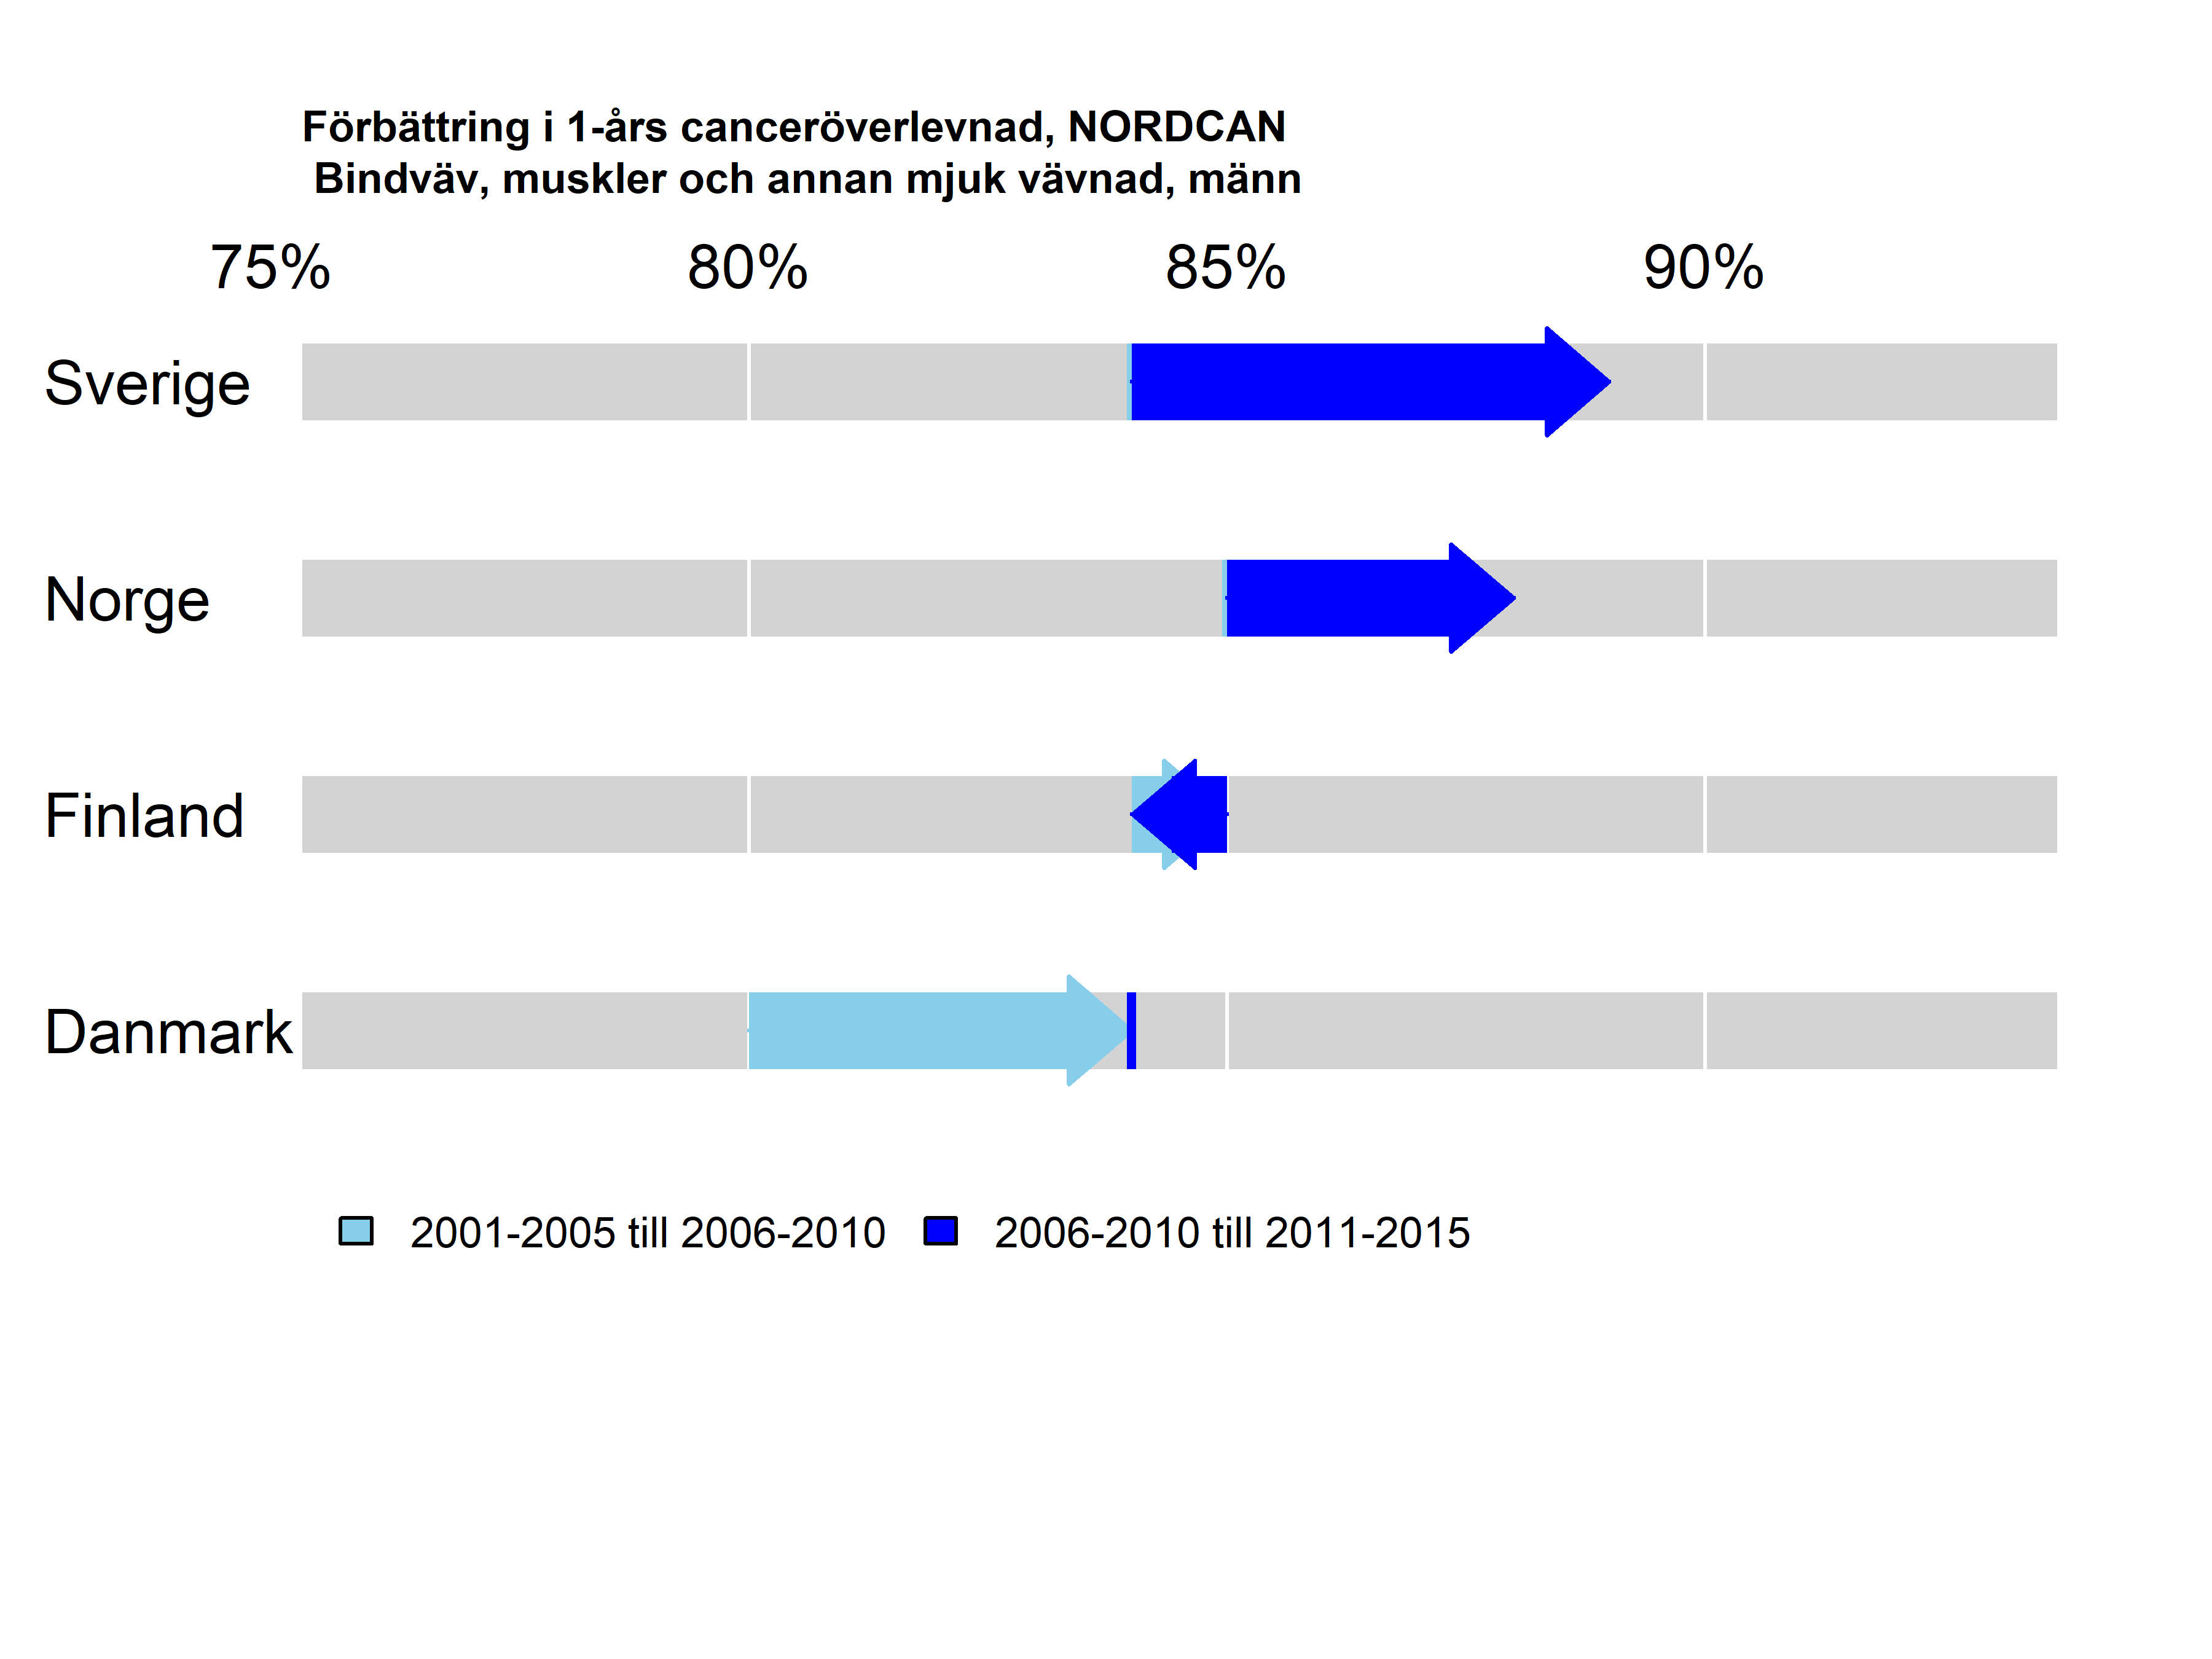 Förbättring i 1-års canceröverlevnad, NORDCAN
Bindväv, muskler och annan mjuk vävnad, männ
75% 80% 85% 90%
Sverige
Norge
Finland
Danmark
2001-2005 till 2006-2010 2006-2010 till 2011-2015